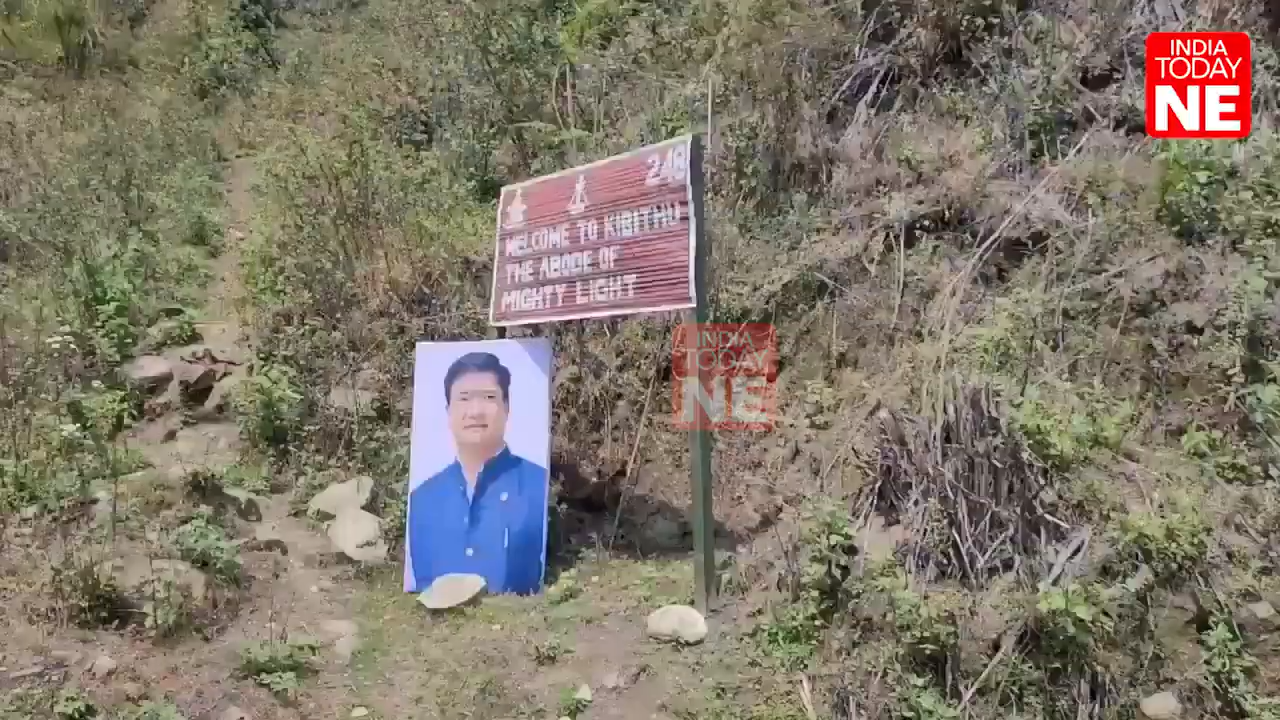 INDIA
TODAY
NE
248
WELCOME TO KIBITHU
THE ABODE OF
MIGHTY LIGHT
INDIA
TODAY
NE